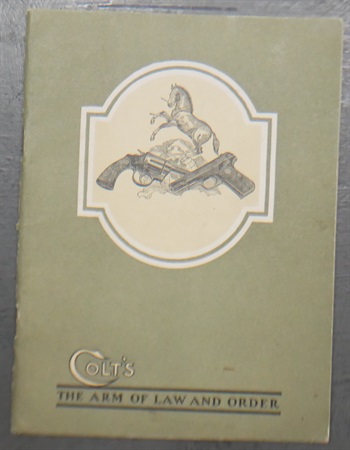 COLT'S
THE ARM OF LAW AND ORDER